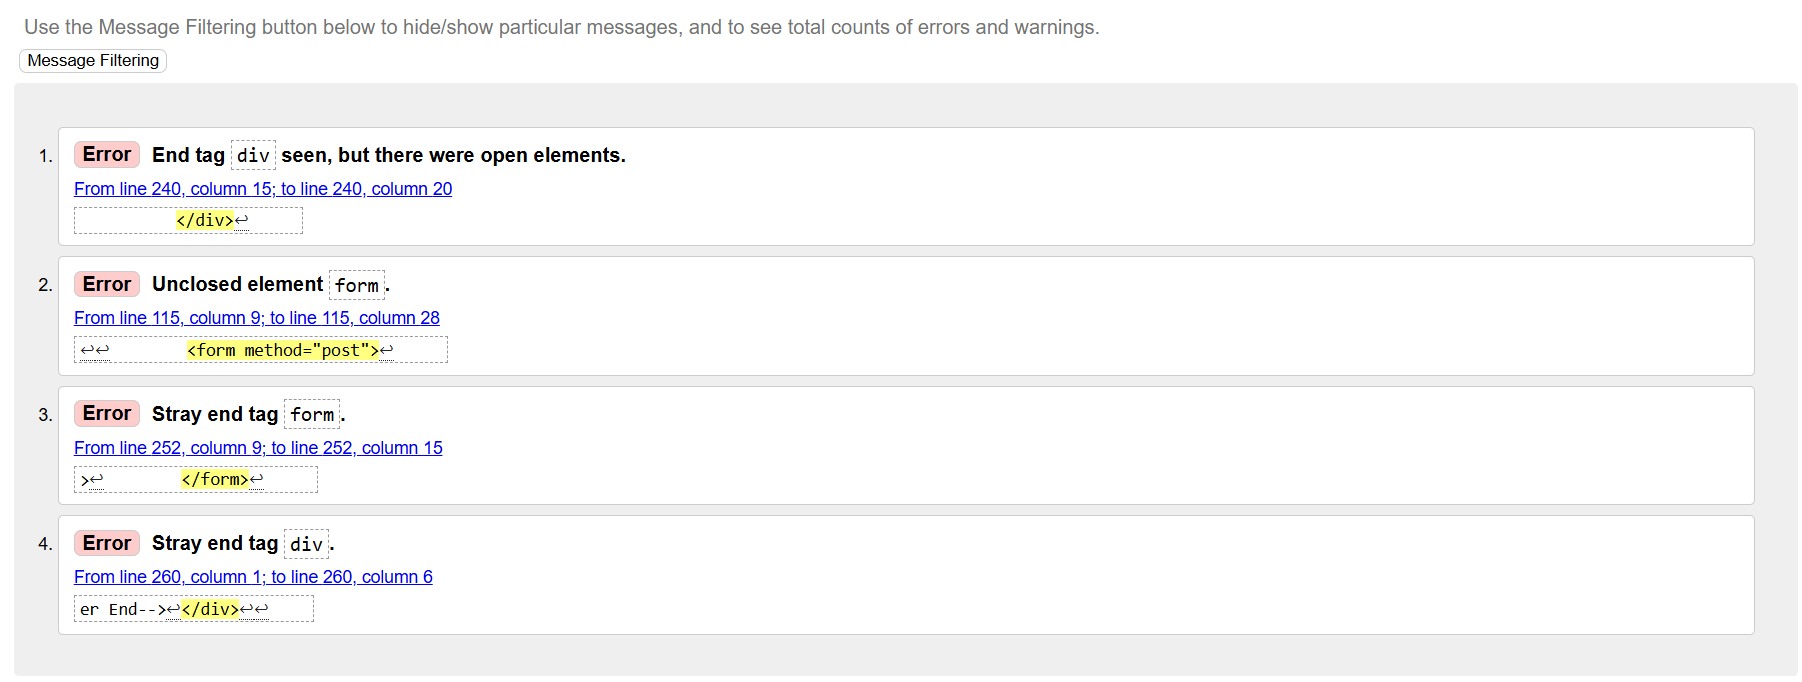 Use the Message Filtering button below to hide/show particular messages, and to see total counts of errors and warnings.
Message Filtering
1. Error End tag div seen, but there were open elements.
From line 240, column 15; to line 240, column 20
</div>↩
2. Error Unclosed element form.
From line 115, column 9; to line 115, column 28
↩↩ <form method="post">↩
3. Error Stray end tag form.
From line 252, column 9; to line 252, column 15
>↩ </form>↩
4. Error Stray end tag div.
From line 260, column 1; to line 260, column 6
er End-->↩</div>↩↩